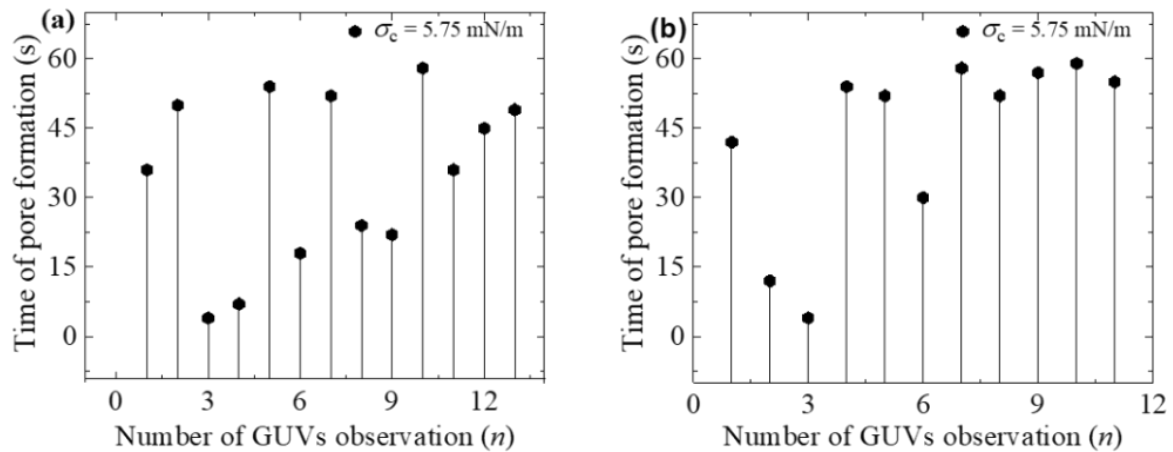 (a)
σc = 5.75 mN/m
Time of pore formation (s)
60
45
30
15
0
0 3 6 9 12
Number of GUVs observation (n)
(b)
σc = 5.75 mN/m
Time of pore formation (s)
60
45
30
15
0
0 3 6 9 12
Number of GUVs observation (n)